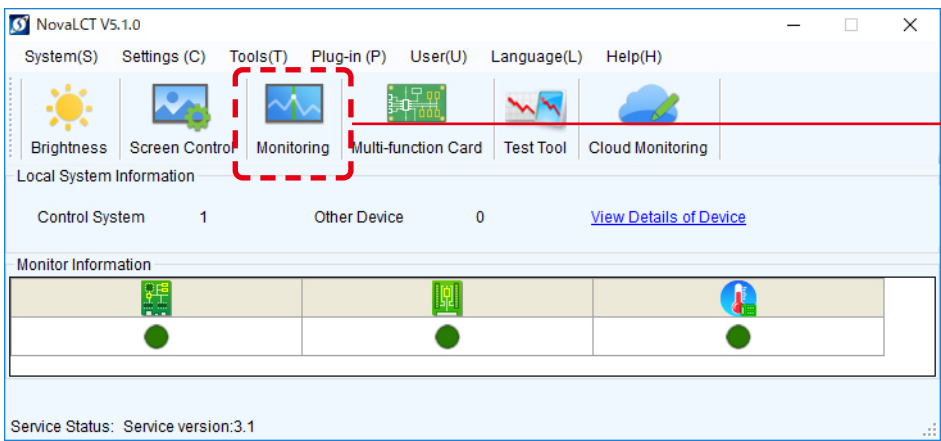 NovaLCT V5.1.0
System(S) Settings (C) Tools(T) Plug-in (P) User(U) Language(L) Help(H)
Brightness Screen Control Monitoring Multi-function Card Test Tool Cloud Monitoring
Local System Information
Control System 1 Other Device 0 View Details of Device
Monitor Information
Service Status: Service version:3.1